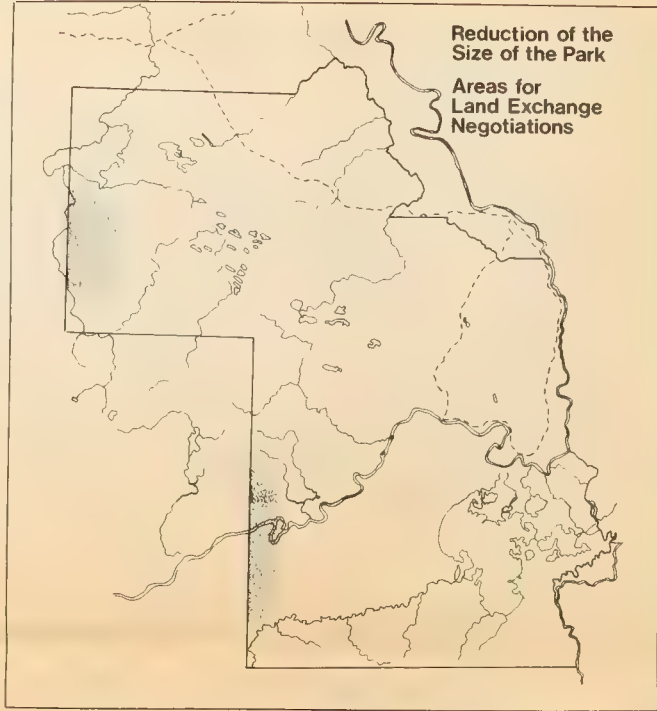 Reduction of the
Size of the Park
Areas for
Land Exchange
Negotiations